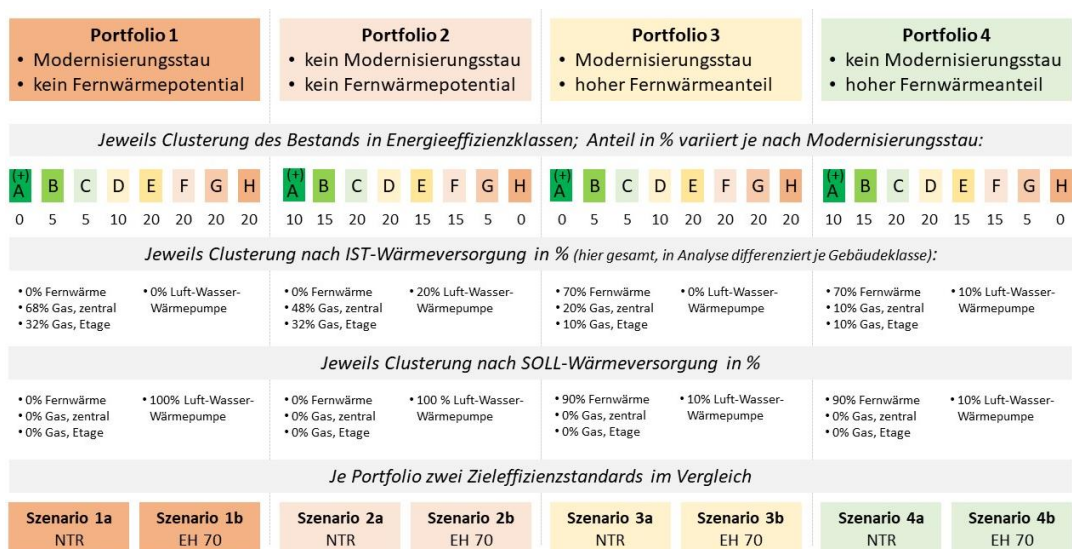 Portfolio 1
• Modernisierungsstau
• kein Fernwärmepotential
Portfolio 2
• kein Modernisierungsstau
• kein Fernwärmepotential
Portfolio 3
• Modernisierungsstau
• hoher Fernwärmeanteil
Portfolio 4
• kein Modernisierungsstau
• hoher Fernwärmeanteil
Jeweils Clusterung des Bestands in Energieeffizienzklassen; Anteil in % variiert je nach Modernisierungsstau:
(+) A B C D E F G H
0 5 5 10 20 20 20 20
(+) A B C D E F G H
10 15 20 20 15 15 5 0
(+) A B C D E F G H
0 5 5 10 20 20 20 20
(+) A B C D E F G H
10 15 20 20 15 15 5 0
Jeweils Clusterung nach IST-Wärmeversorgung in % (hier gesamt, in Analyse differenziert je Gebäudeklasse):
• 0% Fernwärme
• 68% Gas, zentral
• 32% Gas, Etage
• 0% Luft-Wasser-
Wärmepumpe
• 0% Fernwärme
• 48% Gas, zentral
• 32% Gas, Etage
• 20% Luft-Wasser-
Wärmepumpe
• 70% Fernwärme
• 20% Gas, zentral
• 10% Gas, Etage
• 0% Luft-Wasser-
Wärmepumpe
• 70% Fernwärme
• 10% Gas, zentral
• 10% Gas, Etage
• 10% Luft-Wasser-
Wärmepumpe
Jeweils Clusterung nach SOLL-Wärmeversorgung in %
• 0% Fernwärme
• 0% Gas, zentral
• 0% Gas, Etage
• 100% Luft-Wasser-
Wärmepumpe
• 0% Fernwärme
• 0% Gas, zentral
• 0% Gas, Etage
• 100 % Luft-Wasser-
Wärmepumpe
• 90% Fernwärme
• 0% Gas, zentral
• 0% Gas, Etage
• 10% Luft-Wasser-
Wärmepumpe
• 90% Fernwärme
• 0% Gas, zentral
• 0% Gas, Etage
• 10% Luft-Wasser-
Wärmepumpe
Je Portfolio zwei Zieleffizienzstandards im Vergleich
Szenario 1a
NTR
Szenario 1b
EH 70
Szenario 2a
NTR
Szenario 2b
EH 70
Szenario 3a
NTR
Szenario 3b
EH 70
Szenario 4a
NTR
Szenario 4b
EH 70